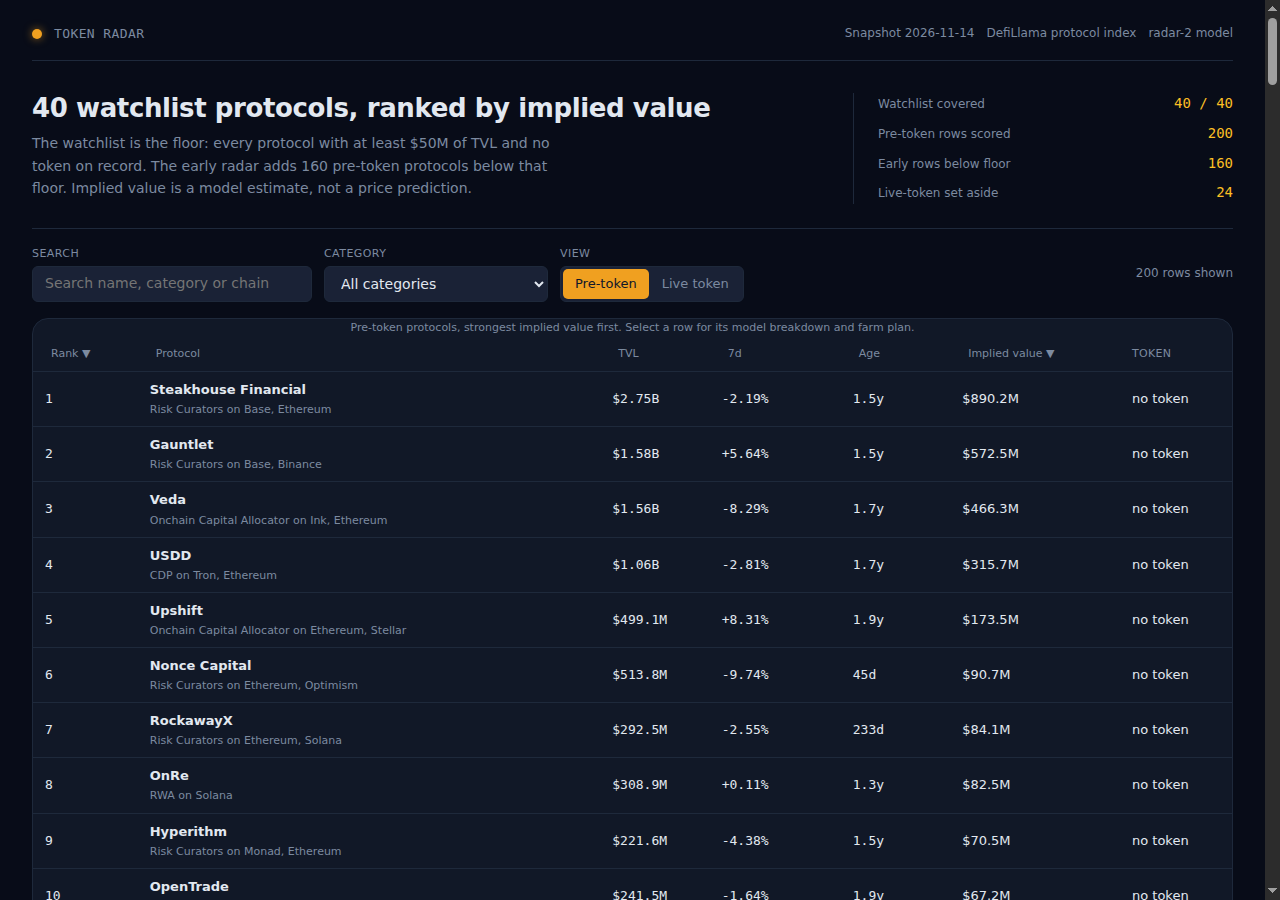 TOKEN RADAR
Snapshot 2026-11-14 DefiLlama protocol index radar-2 model
40 watchlist protocols, ranked by implied value
The watchlist is the floor: every protocol with at least $50M of TVL and no
token on record. The early radar adds 160 pre-token protocols below that
floor. Implied value is a model estimate, not a price prediction.
Watchlist covered 40 / 40
Pre-token rows scored 200
Early rows below floor 160
Live-token set aside 24
SEARCH CATEGORY VIEW
Search name, category or chain All categories Pre-token Live token
200 rows shown
Pre-token protocols, strongest implied value first. Select a row for its model breakdown and farm plan.
Rank ▼ Protocol TVL 7d Age Implied value ▼ TOKEN
1 Steakhouse Financial $2.75B -2.19% 1.5y $890.2M no token
Risk Curators on Base, Ethereum
2 Gauntlet $1.58B +5.64% 1.5y $572.5M no token
Risk Curators on Base, Binance
3 Veda $1.56B -8.29% 1.7y $466.3M no token
Onchain Capital Allocator on Ink, Ethereum
4 USDD $1.06B -2.81% 1.7y $315.7M no token
CDP on Tron, Ethereum
5 Upshift $499.1M +8.31% 1.9y $173.5M no token
Onchain Capital Allocator on Ethereum, Stellar
6 Nonce Capital $513.8M -9.74% 45d $90.7M no token
Risk Curators on Ethereum, Optimism
7 RockawayX $292.5M -2.55% 233d $84.1M no token
Risk Curators on Ethereum, Solana
8 OnRe $308.9M +0.11% 1.3y $82.5M no token
RWA on Solana
9 Hyperithm $221.6M -4.38% 1.5y $70.5M no token
Risk Curators on Monad, Ethereum
10 OpenTrade $241.5M -1.64% 1.9y $67.2M no token